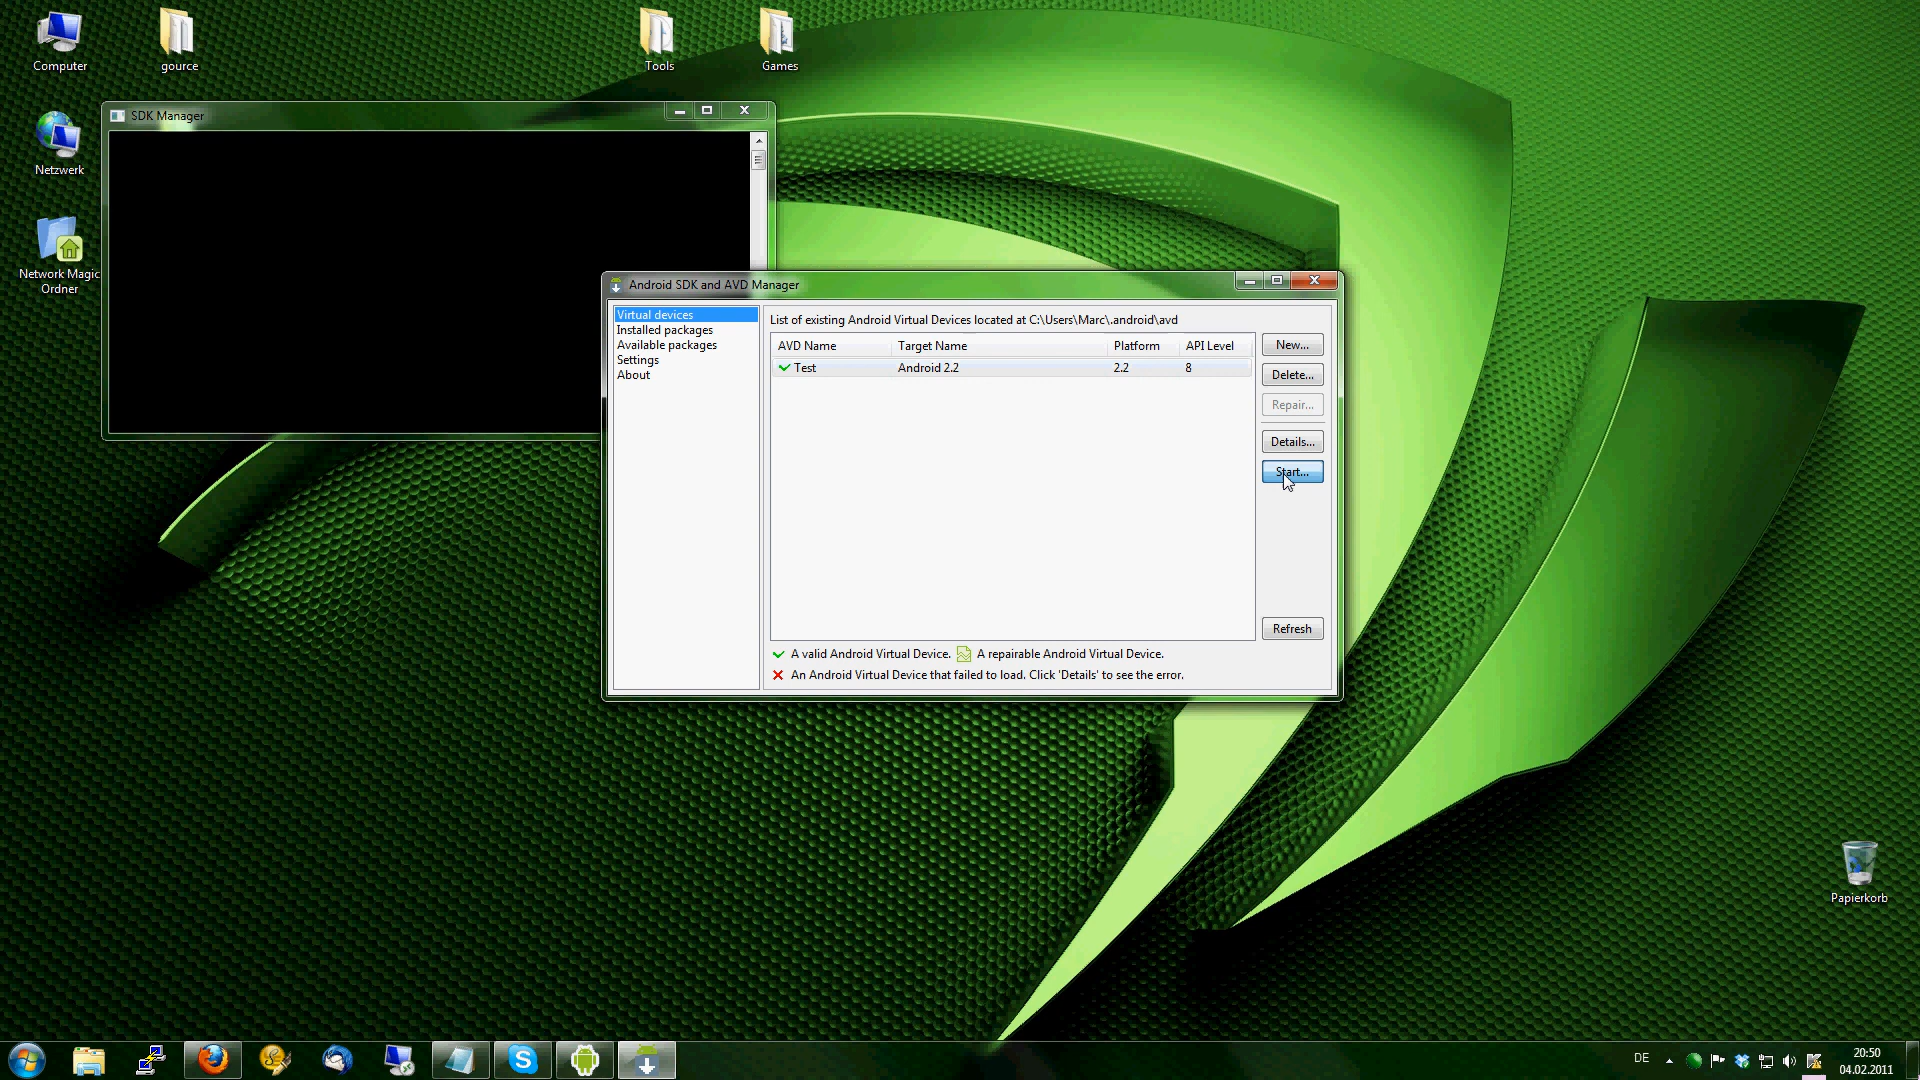 Computer
gource
Tools
Games
Netzwerk
Network Magic
Ordner
SDK Manager
Android SDK and AVD Manager
Virtual devices
Installed packages
Available packages
Settings
About
List of existing Android Virtual Devices located at C:\Users\Marc\.android\avd
AVD Name Target Name Platform API Level
Test Android 2.2 2.2 8
New...
Delete...
Repair...
Details...
Start...
Refresh
A valid Android Virtual Device. A repairable Android Virtual Device.
An Android Virtual Device that failed to load. Click 'Details' to see the error.
Papierkorb
DE
20:50
04.02.2011